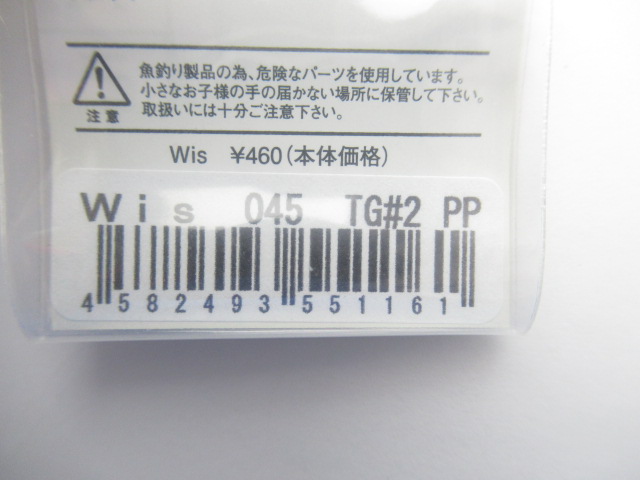 魚釣り製品の為、危険なパーツを使用しています。
小さなお子様の手の届かない場所に保管して下さい。
取扱いには十分ご注意下さい。
注意
Wis ¥460(本体価格)
Wis 045 TG#2 PP
4582493551161